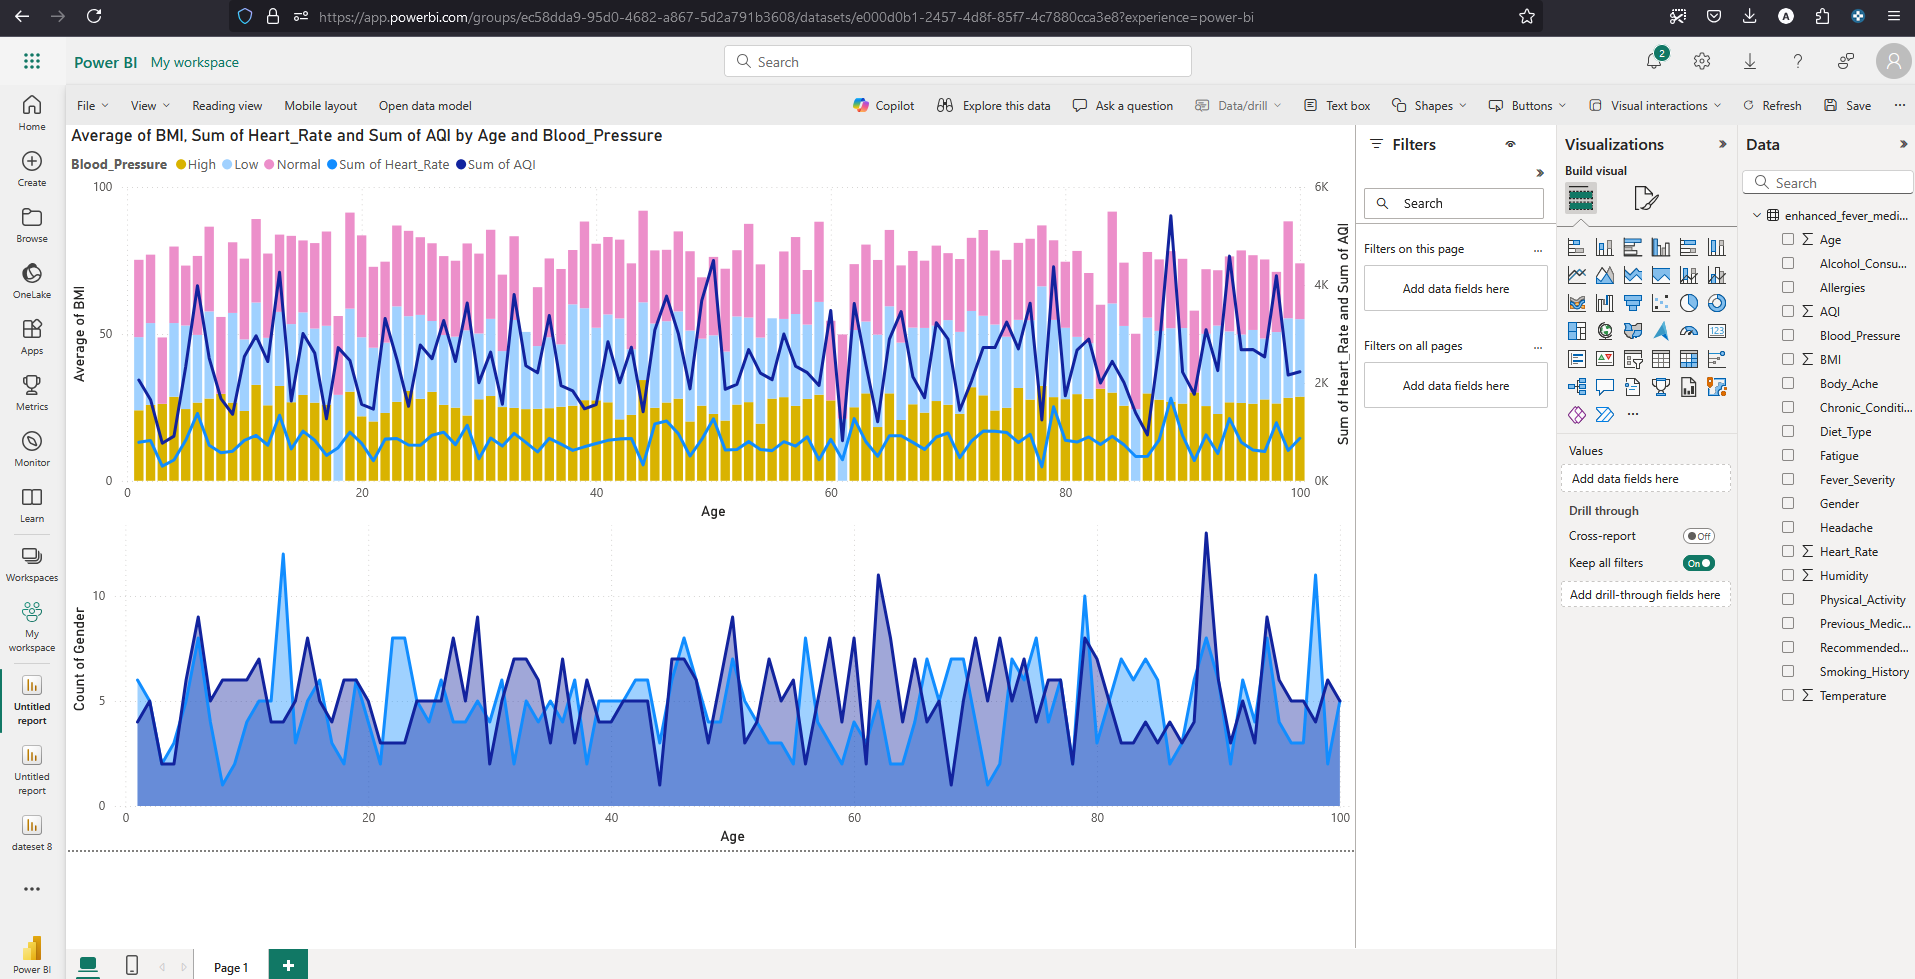 https://app.powerbi.com/groups/ec58dda9-95d0-4682-a867-5d2a791b3608/datasets/e000d0b1-2457-4d8f-85f7-4c7880cca3e8?experience=power-bi
A
Power BI My workspace
Search
2
File View Reading view Mobile layout Open data model
Copilot Explore this data Ask a question Data/drill Text box Shapes Buttons Visual interactions Refresh Save ...
Home
Create
Browse
OneLake
Apps
Metrics
Monitor
Learn
Workspaces
My
workspace
Untitled
report
Untitled
report
dateset 8
...
Power BI
Average of BMI, Sum of Heart_Rate and Sum of AQI by Age and Blood_Pressure
Blood_Pressure High Low Normal Sum of Heart_Rate Sum of AQI
Average of BMI
100
50
0
6K
4K
2K
0K
Sum of Heart_Rate and Sum of AQI
0 20 40 60 80 100
Age
Count of Gender
10
5
0
0 20 40 60 80 100
Age
Page 1
+
Filters
Search
Filters on this page ...
Add data fields here
Filters on all pages ...
Add data fields here
Visualizations
Build visual
123
...
Values
Add data fields here
Drill through
Cross-report Off
Keep all filters On
Add drill-through fields here
Data
Search
enhanced_fever_medi...
Age
Alcohol_Consu...
Allergies
AQI
Blood_Pressure
BMI
Body_Ache
Chronic_Conditi...
Diet_Type
Fatigue
Fever_Severity
Gender
Headache
Heart_Rate
Humidity
Physical_Activity
Previous_Medic...
Recommended...
Smoking_History
Temperature